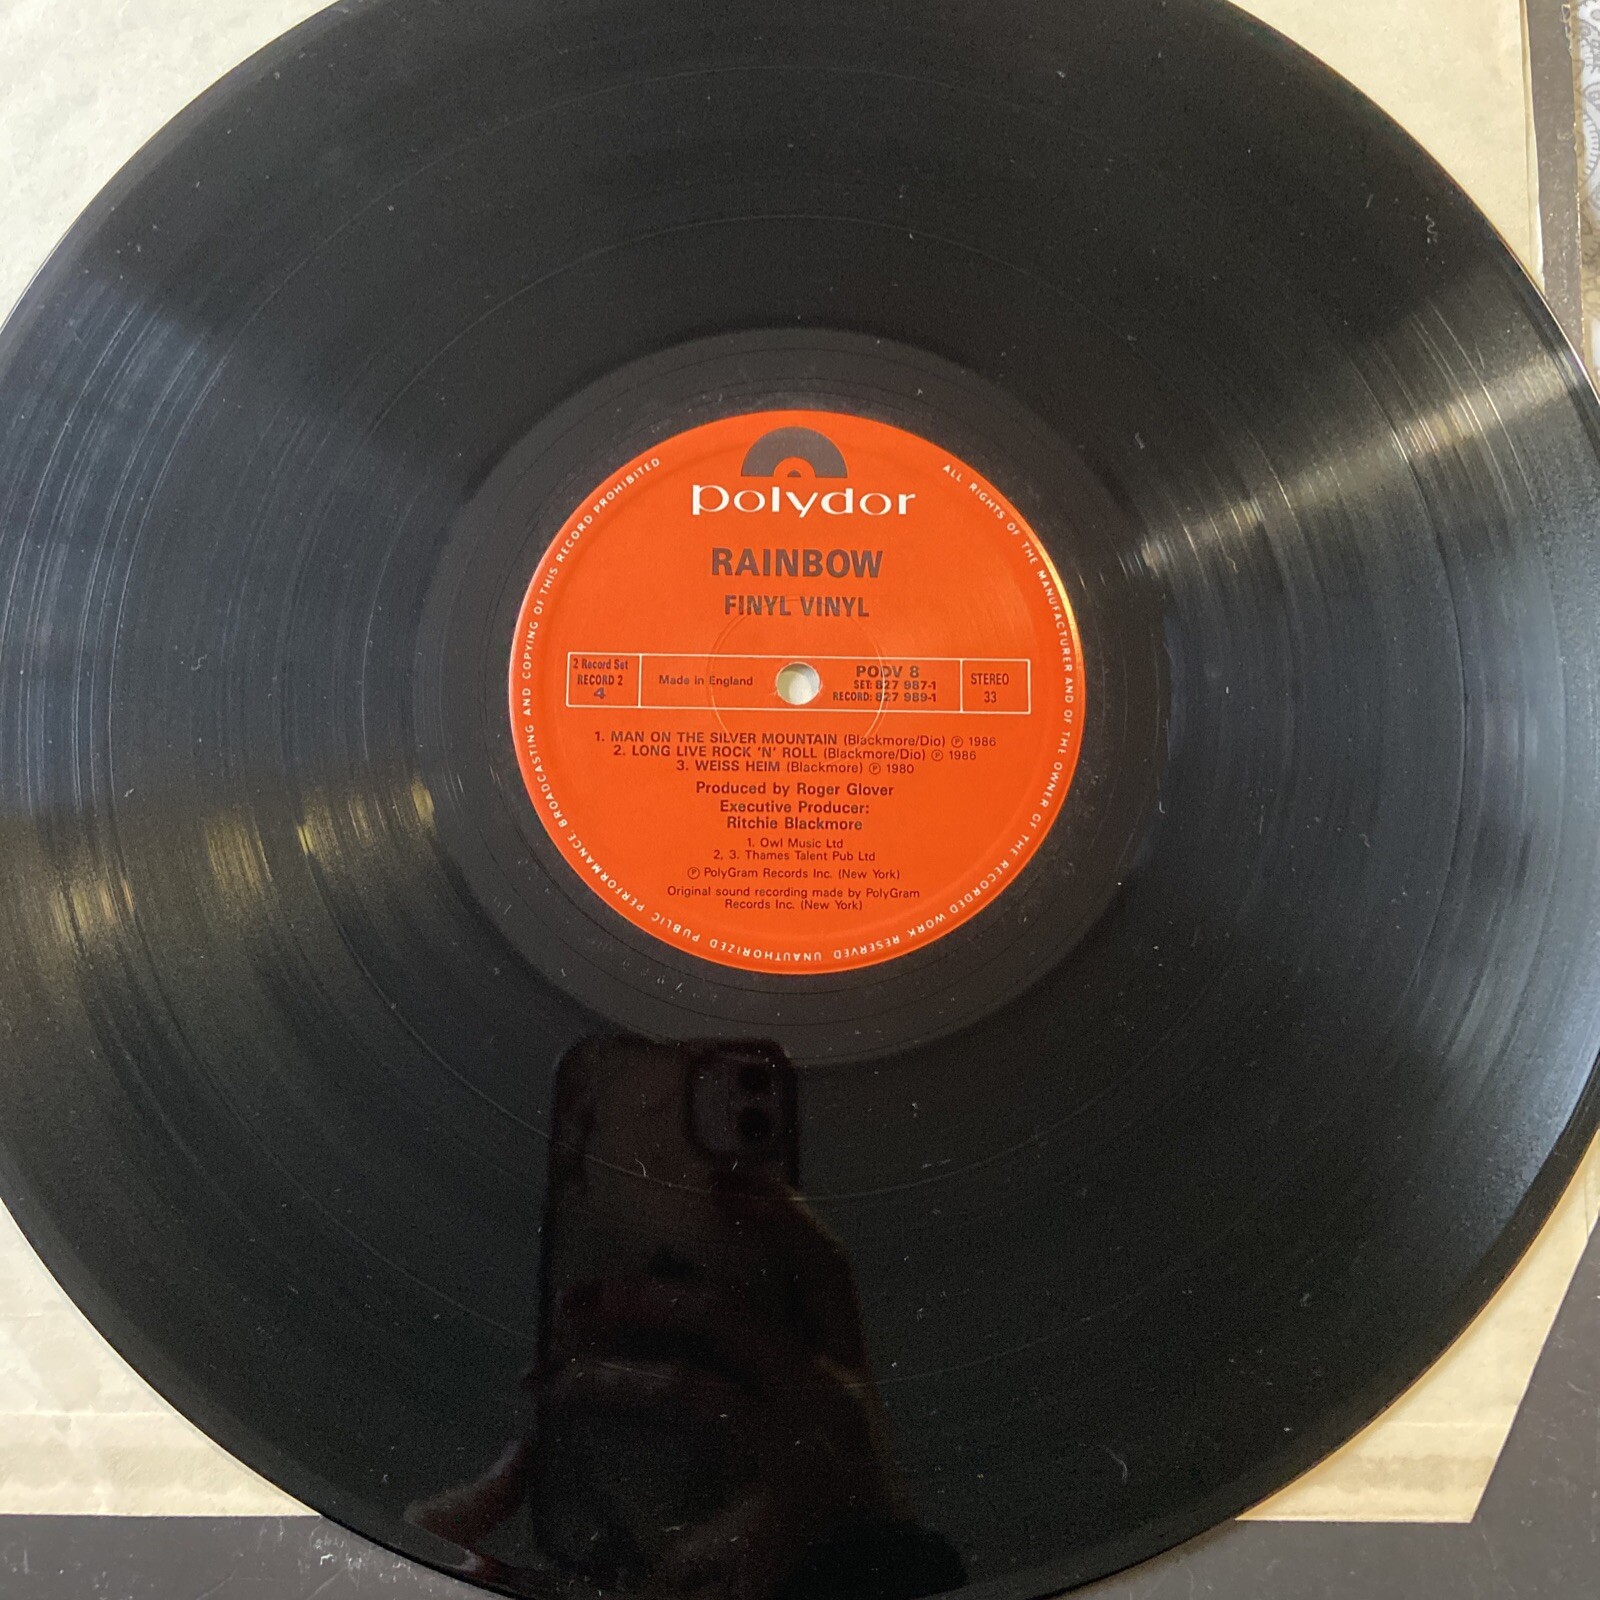 polydor
RAINBOW
FINYL VINYL
2 Record Set
RECORD 2
4
Made in England
PODV 8
SET: 827 987-1
RECORD: 827 989-1
STEREO
33
1. MAN ON THE SILVER MOUNTAIN (Blackmore/Dio) ℗ 1986
2. LONG LIVE ROCK 'N' ROLL (Blackmore/Dio) ℗ 1986
3. WEISS HEIM (Blackmore) ℗ 1980
Produced by Roger Glover
Executive Producer:
Ritchie Blackmore
1. Owl Music Ltd
2, 3. Thames Talent Pub Ltd
℗ PolyGram Records Inc. (New York)
Original sound recording made by PolyGram
Records Inc. (New York)
ALL RIGHTS OF THE MANUFACTURER AND OF THE OWNER OF THE RECORDED WORK RESERVED UNAUTHORIZED PUBLIC PERFORMANCE, BROADCASTING AND COPYING OF THIS RECORD PROHIBITED